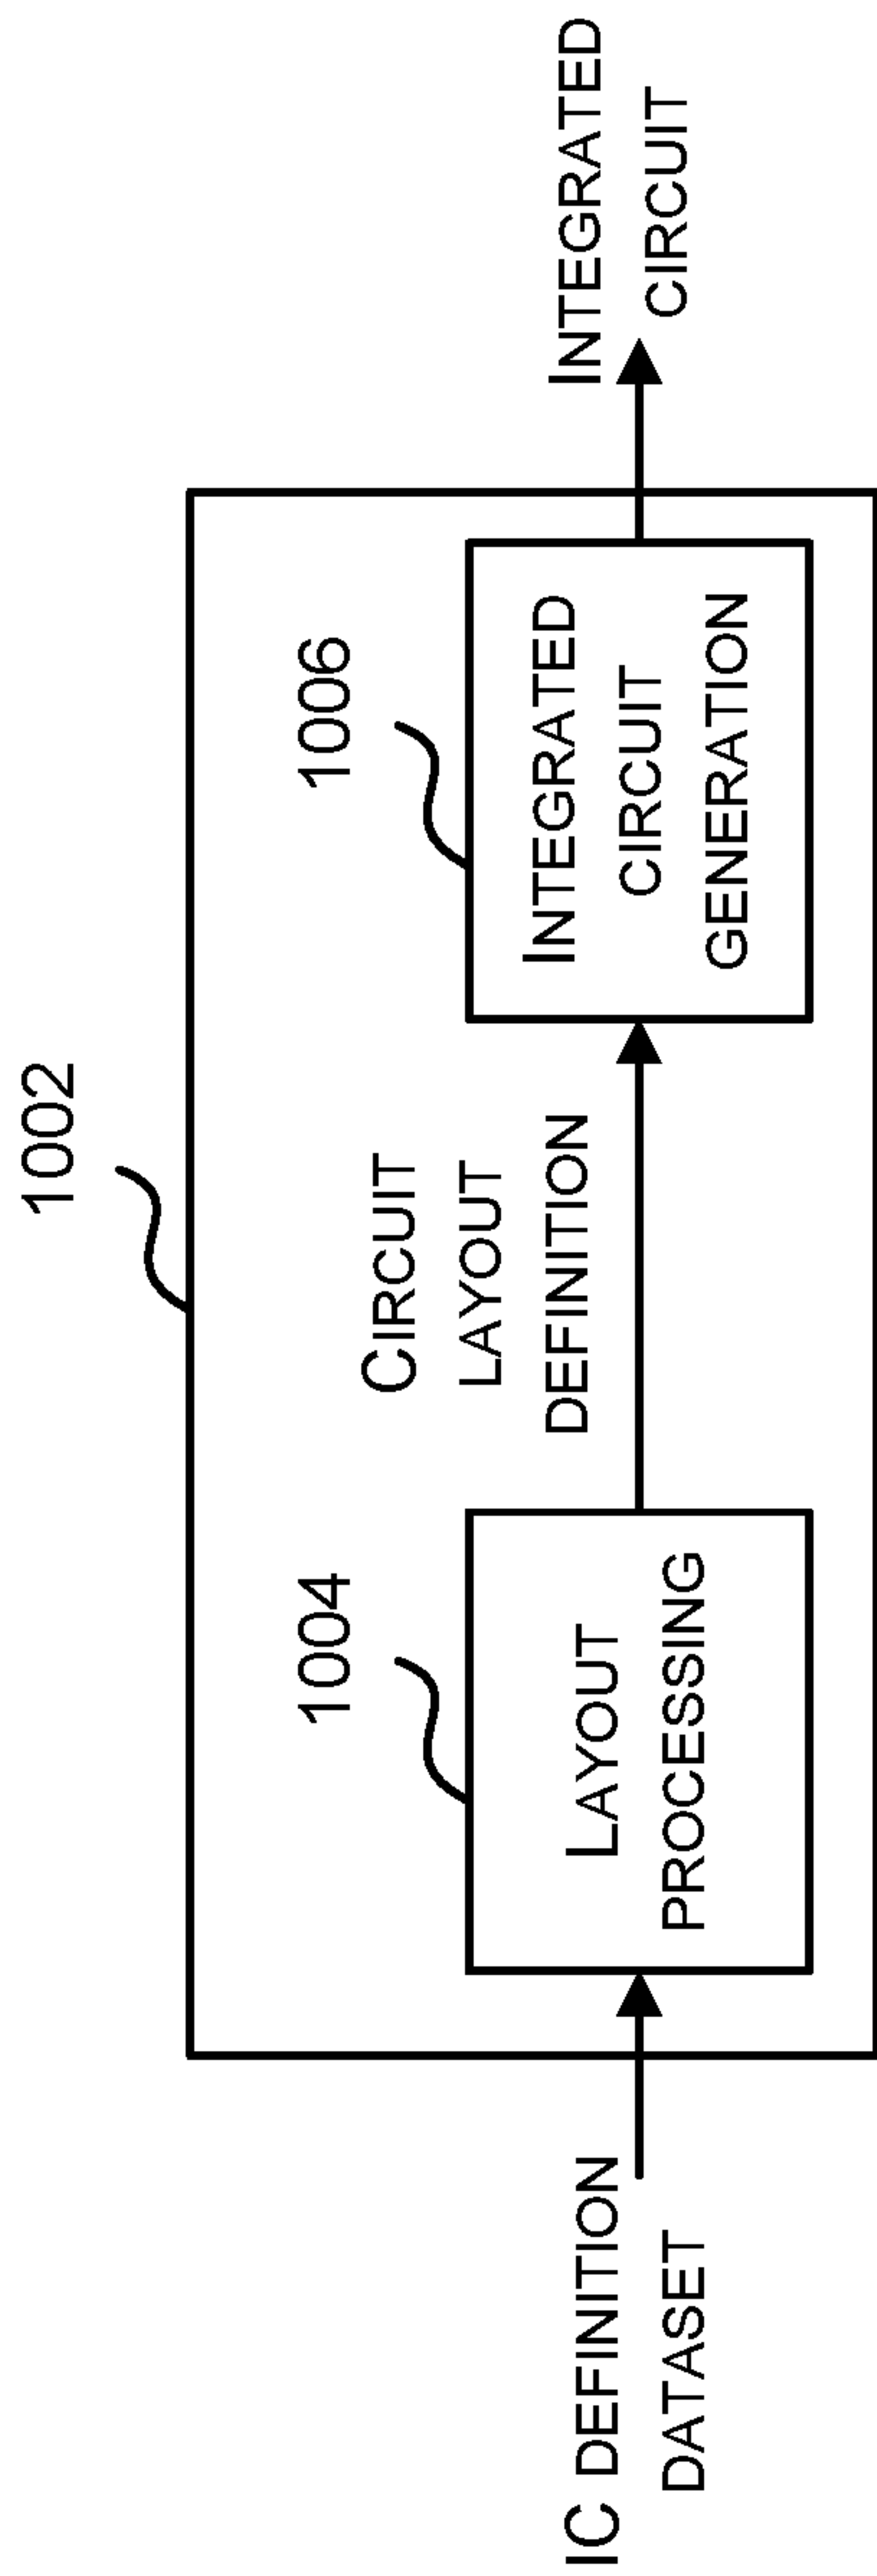 1002
IC DEFINITION
DATASET
1004
LAYOUT
PROCESSING
CIRCUIT
LAYOUT
DEFINITION
1006
INTEGRATED
CIRCUIT
GENERATION
INTEGRATED
CIRCUIT